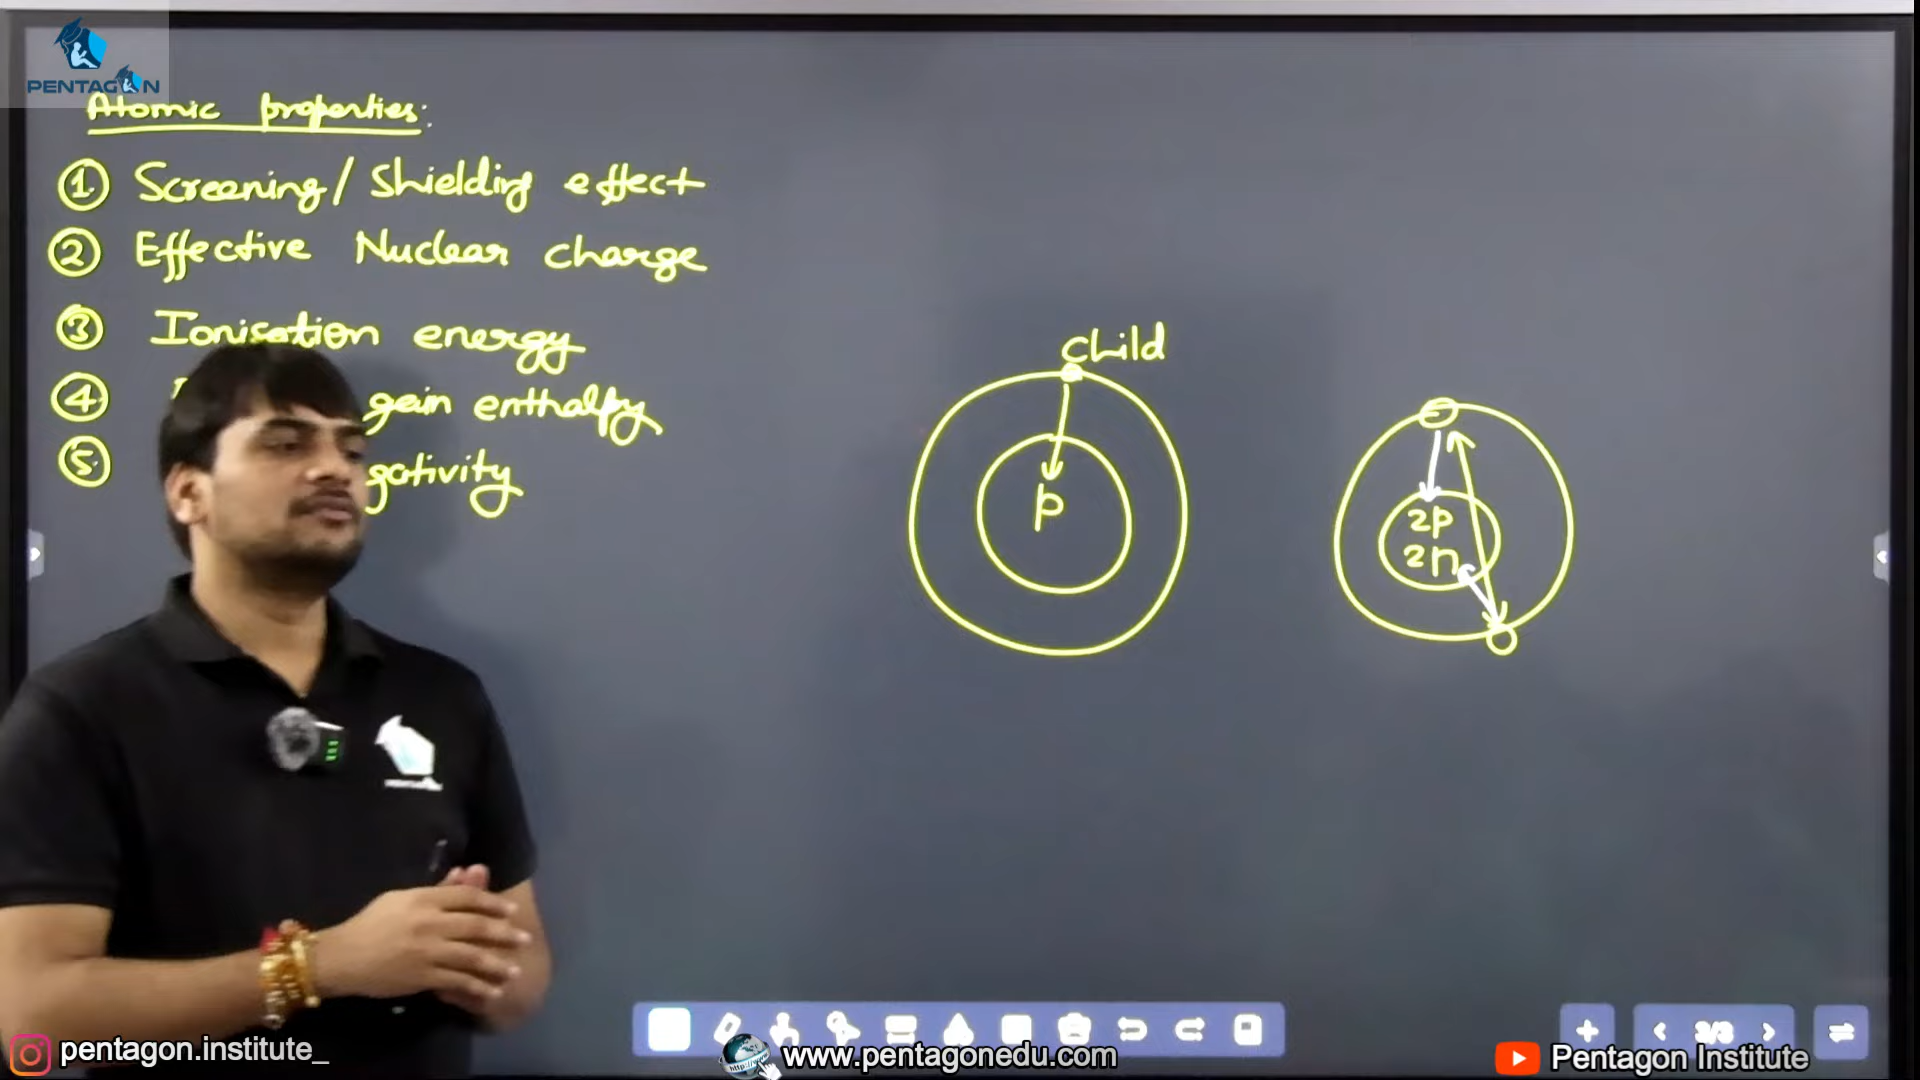 PENTAGON
Atomic properties:
1. Screening/Shielding effect
2 Effective Nuclear charge
3 Ionisation energy
4 gain enthalpy
5. gativity
child
p
2p
2n
pentagon.institute_
www.pentagonedu.com
Pentagon Institute